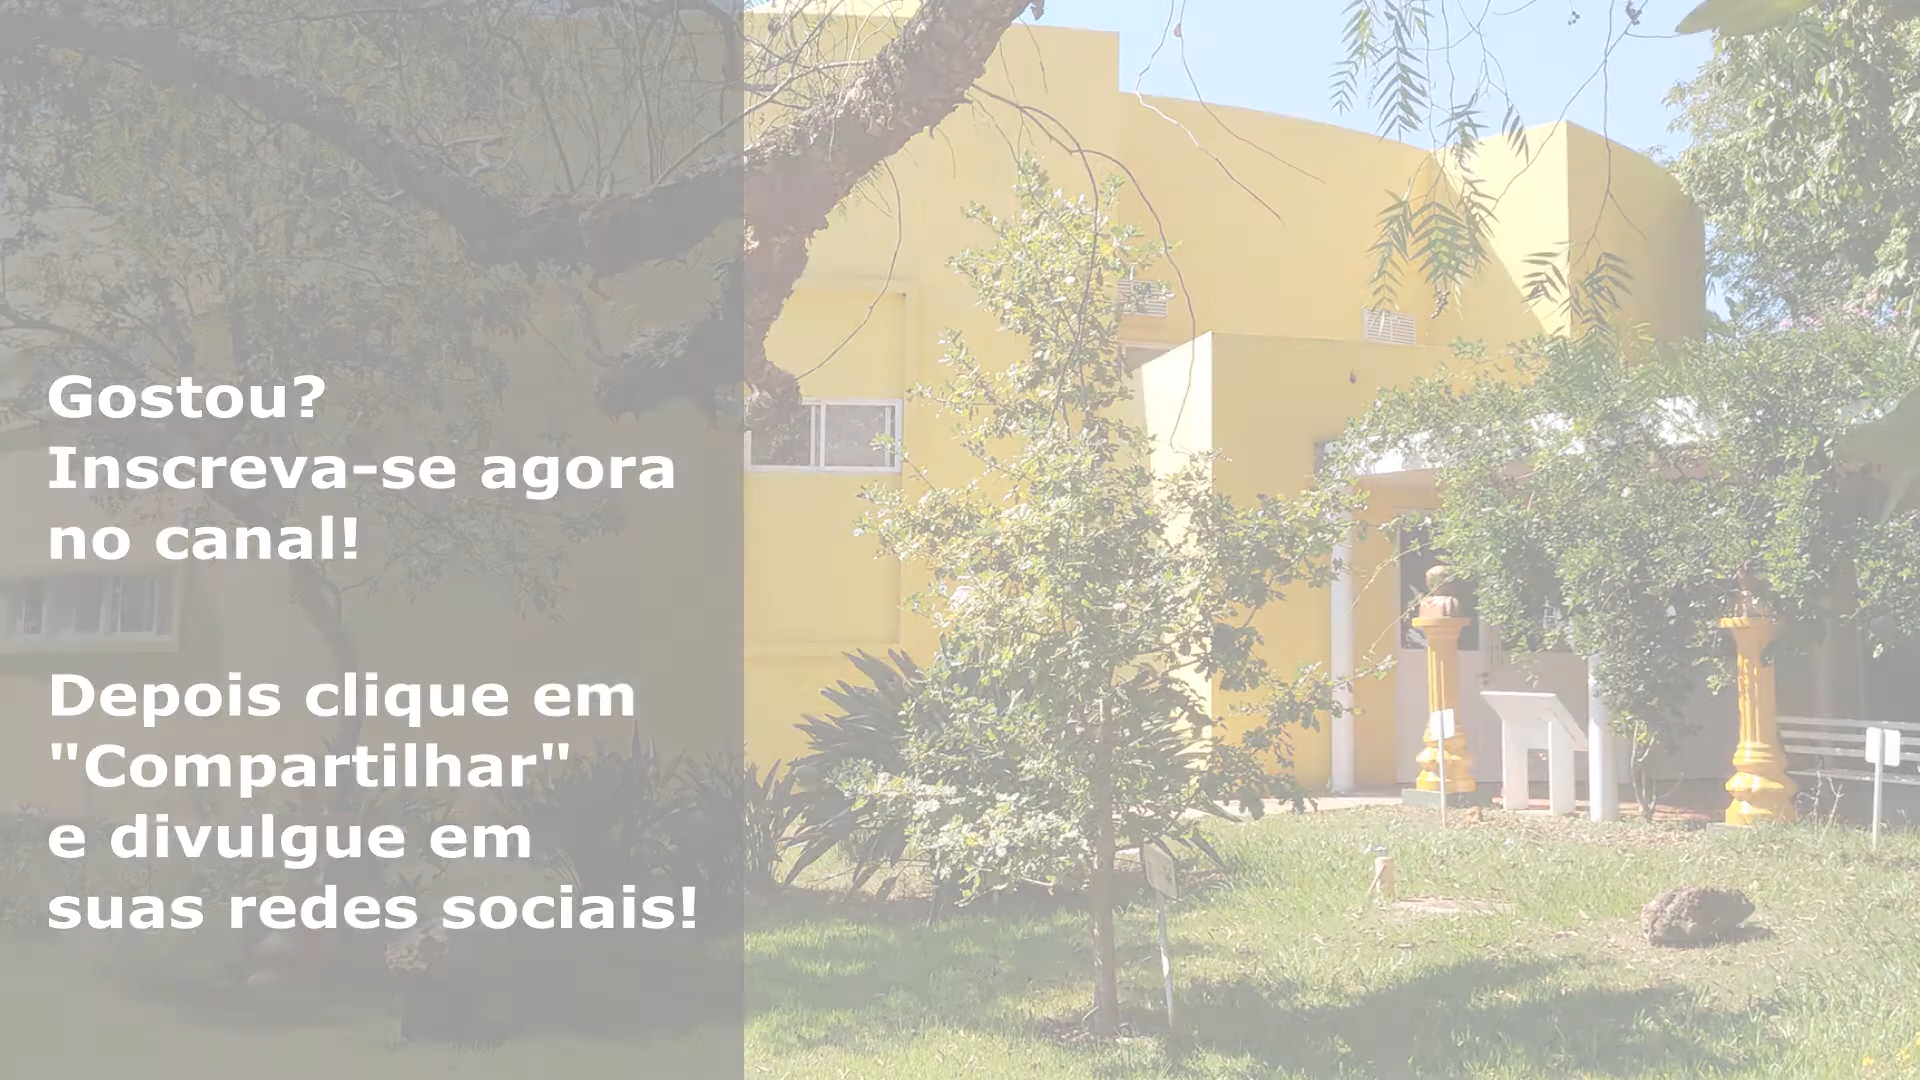 Gostou?
Inscreva-se agora
no canal!
Depois clique em
"Compartilhar"
e divulgue em
suas redes sociais!